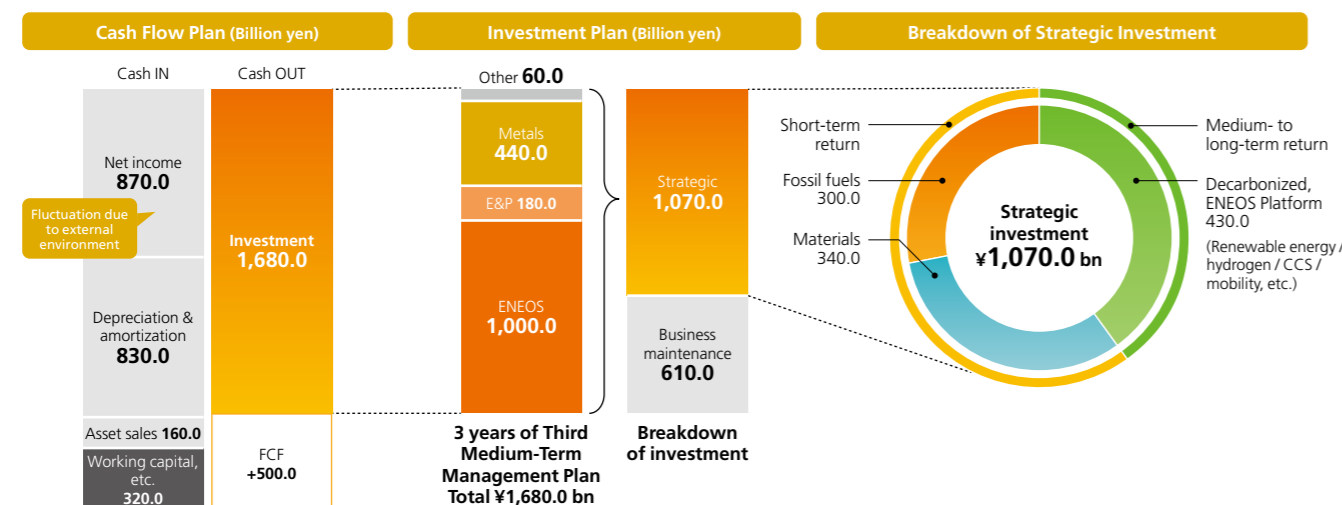 Cash Flow Plan (Billion yen)
Cash IN
Cash OUT
Net income
870.0
Fluctuation due
to external
environment
Depreciation &
amortization
830.0
Asset sales 160.0
Working capital,
etc.
320.0
Investment
1,680.0
FCF
+500.0
Investment Plan (Billion yen)
Other 60.0
Metals
440.0
E&P 180.0
ENEOS
1,000.0
3 years of Third
Medium-Term
Management Plan
Total ¥1,680.0 bn
Strategic
1,070.0
Business
maintenance
610.0
Breakdown
of investment
Breakdown of Strategic Investment
Short-term
return
Fossil fuels
300.0
Materials
340.0
Strategic
investment
¥1,070.0 bn
Medium- to
long-term return
Decarbonized,
ENEOS Platform
430.0
(Renewable energy /
hydrogen / CCS /
mobility, etc.)